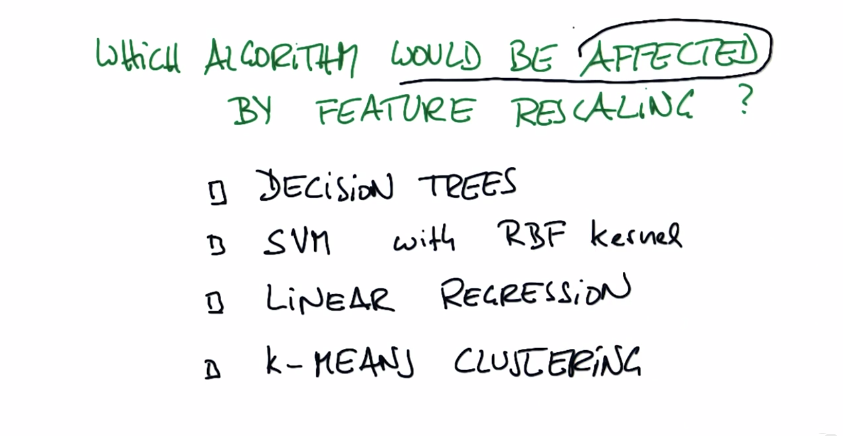 WHICH ALGORITHM WOULD BE AFFECTED
BY FEATURE RESCALING ?
DECISION TREES
SVM with RBF kernel
LINEAR REGRESSION
K-MEANS CLUSTERING